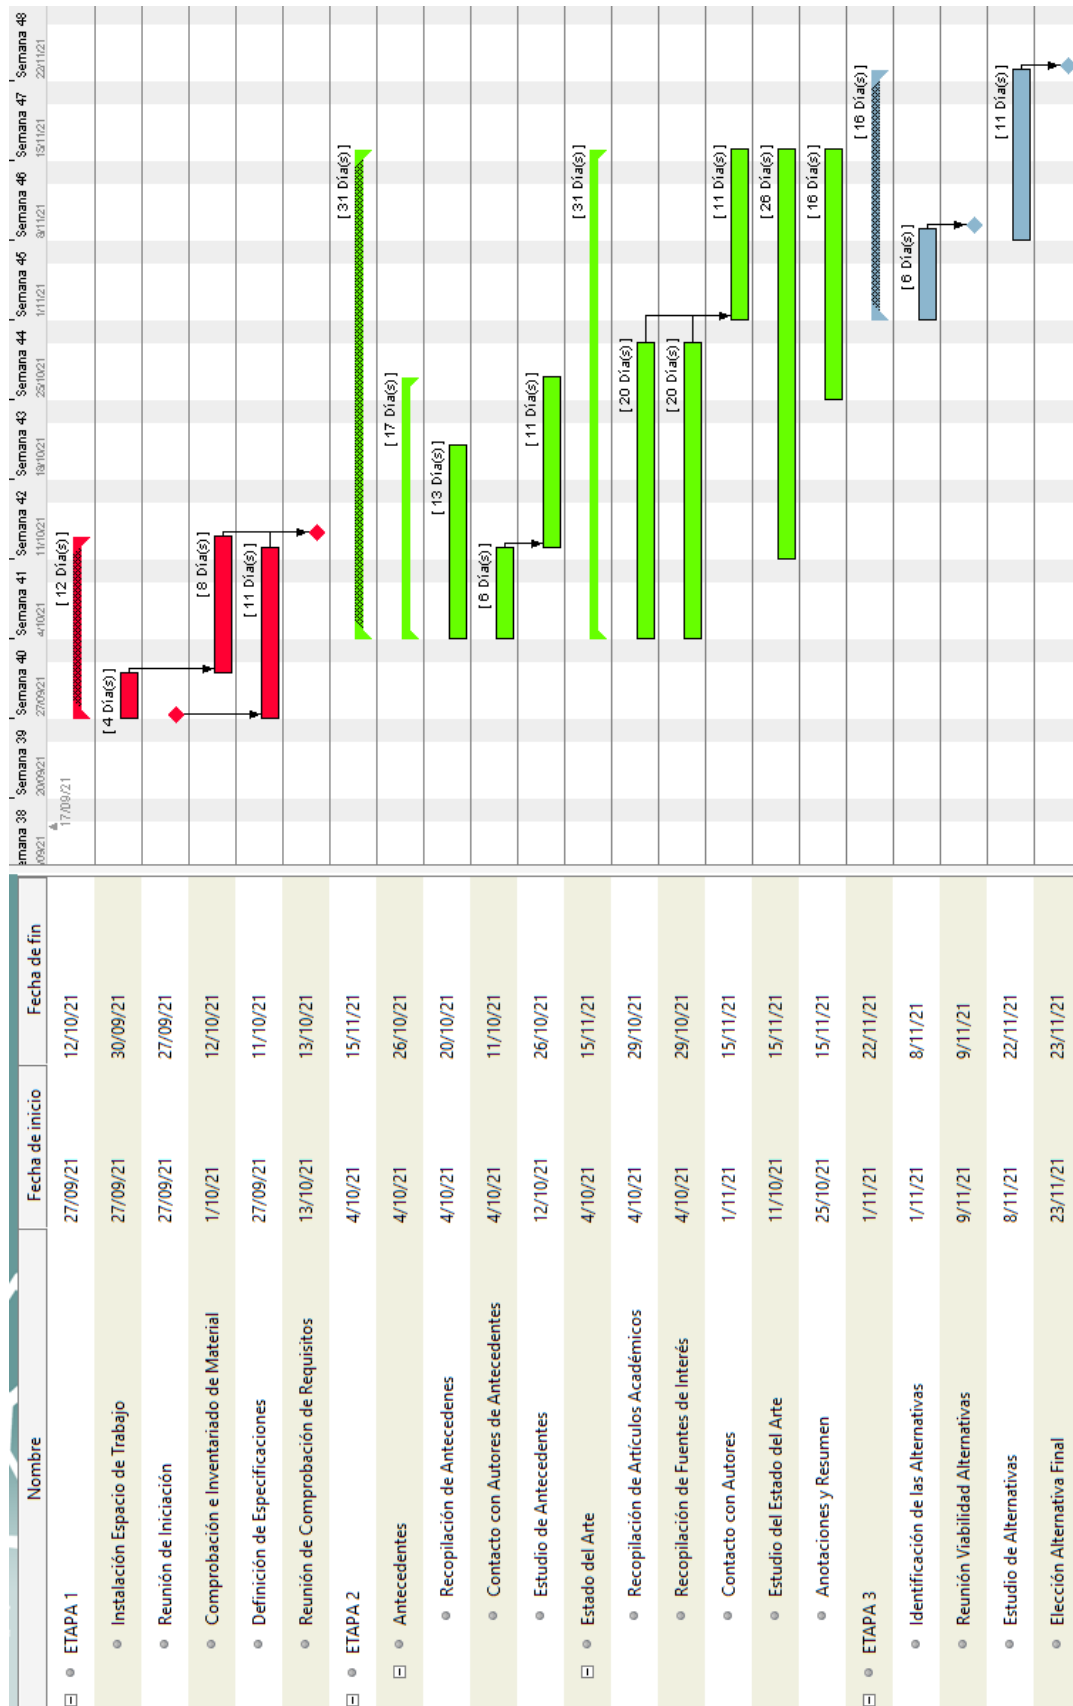 Nombre Fecha de inicio Fecha de fin
ETAPA 1 27/09/21 12/10/21
Instalación Espacio de Trabajo 27/09/21 30/09/21
Reunión de Iniciación 27/09/21 27/09/21
Comprobación e Inventariado de Material 1/10/21 12/10/21
Definición de Especificaciones 27/09/21 11/10/21
Reunión de Comprobación de Requisitos 13/10/21 13/10/21
ETAPA 2 4/10/21 15/11/21
Antecedentes 4/10/21 26/10/21
Recopilación de Antecedenes 4/10/21 20/10/21
Contacto con Autores de Antecedentes 4/10/21 11/10/21
Estudio de Antecedentes 12/10/21 26/10/21
Estado del Arte 4/10/21 15/11/21
Recopilación de Artículos Académicos 4/10/21 29/10/21
Recopilación de Fuentes de Interés 4/10/21 29/10/21
Contacto con Autores 1/11/21 15/11/21
Estudio del Estado del Arte 11/10/21 15/11/21
Anotaciones y Resumen 25/10/21 15/11/21
ETAPA 3 1/11/21 22/11/21
Identificación de las Alternativas 1/11/21 8/11/21
Reunión Viabilidad Alternativas 9/11/21 9/11/21
Estudio de Alternativas 8/11/21 22/11/21
Elección Alternativa Final 23/11/21 23/11/21
emana 38 Semana 39 Semana 40 Semana 41 Semana 42 Semana 43 Semana 44 Semana 45 Semana 46 Semana 47 Semana 48
/09/21 20/09/21 27/09/21 4/10/21 11/10/21 18/10/21 25/10/21 1/11/21 8/11/21 15/11/21 22/11/21
17/09/21
[ 12 Día(s) ]
[ 4 Día(s) ]
[ 8 Día(s) ]
[ 11 Día(s) ]
[ 31 Día(s) ]
[ 17 Día(s) ]
[ 13 Día(s) ]
[ 6 Día(s) ]
[ 11 Día(s) ]
[ 31 Día(s) ]
[ 20 Día(s) ]
[ 20 Día(s) ]
[ 11 Día(s) ]
[ 26 Día(s) ]
[ 16 Día(s) ]
[ 16 Día(s) ]
[ 6 Día(s) ]
[ 11 Día(s) ]